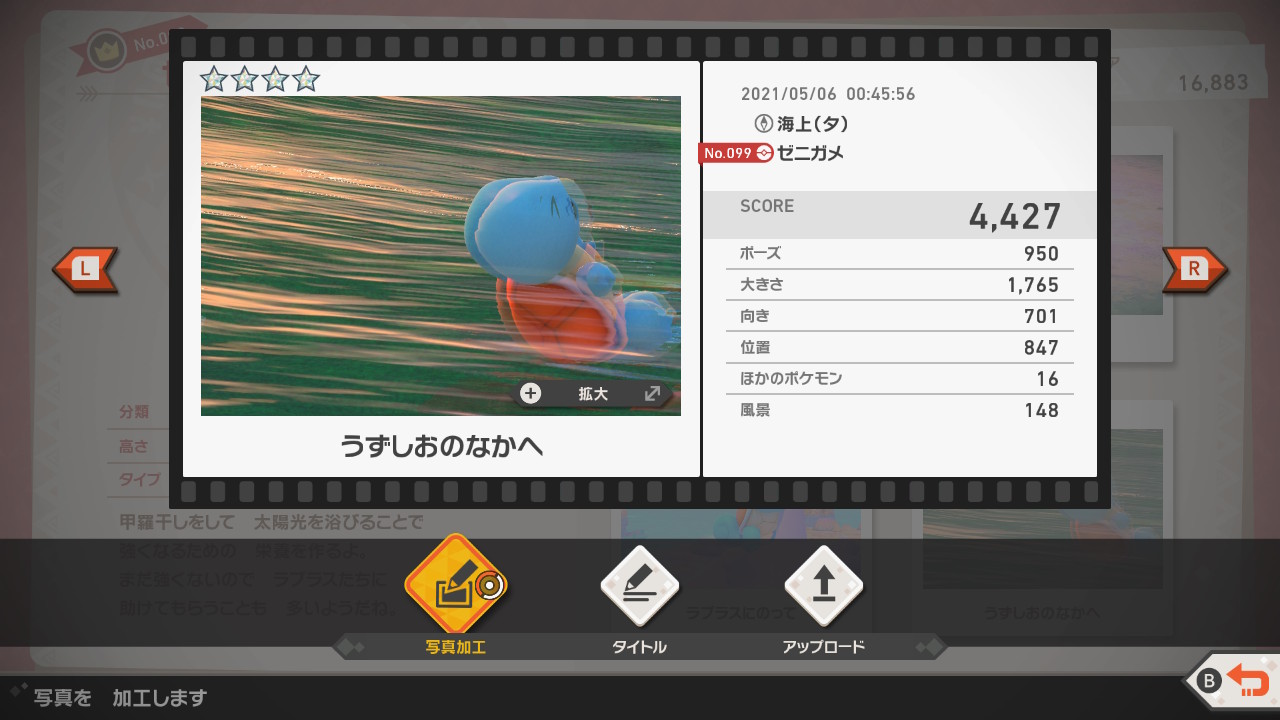 No.0
16,883
2021/05/06 00:45:56
海上(夕)
No.099 ゼニガメ
SCORE 4,427
ポーズ 950
大きさ 1,765
向き 701
位置 847
ほかのポケモン 16
風景 148
L
R
+ 拡大
うずしおのなかへ
分類
高さ
タイプ
甲羅干しをして 太陽光を浴びることで
強くなるための 栄養を作るよ。
まだ強くないので ラプラスたちに
助けてもらうことも 多いようだね。
ラプラスにのって
うずしおのなかへ
写真加工
タイトル
アップロード
B
写真を 加工します